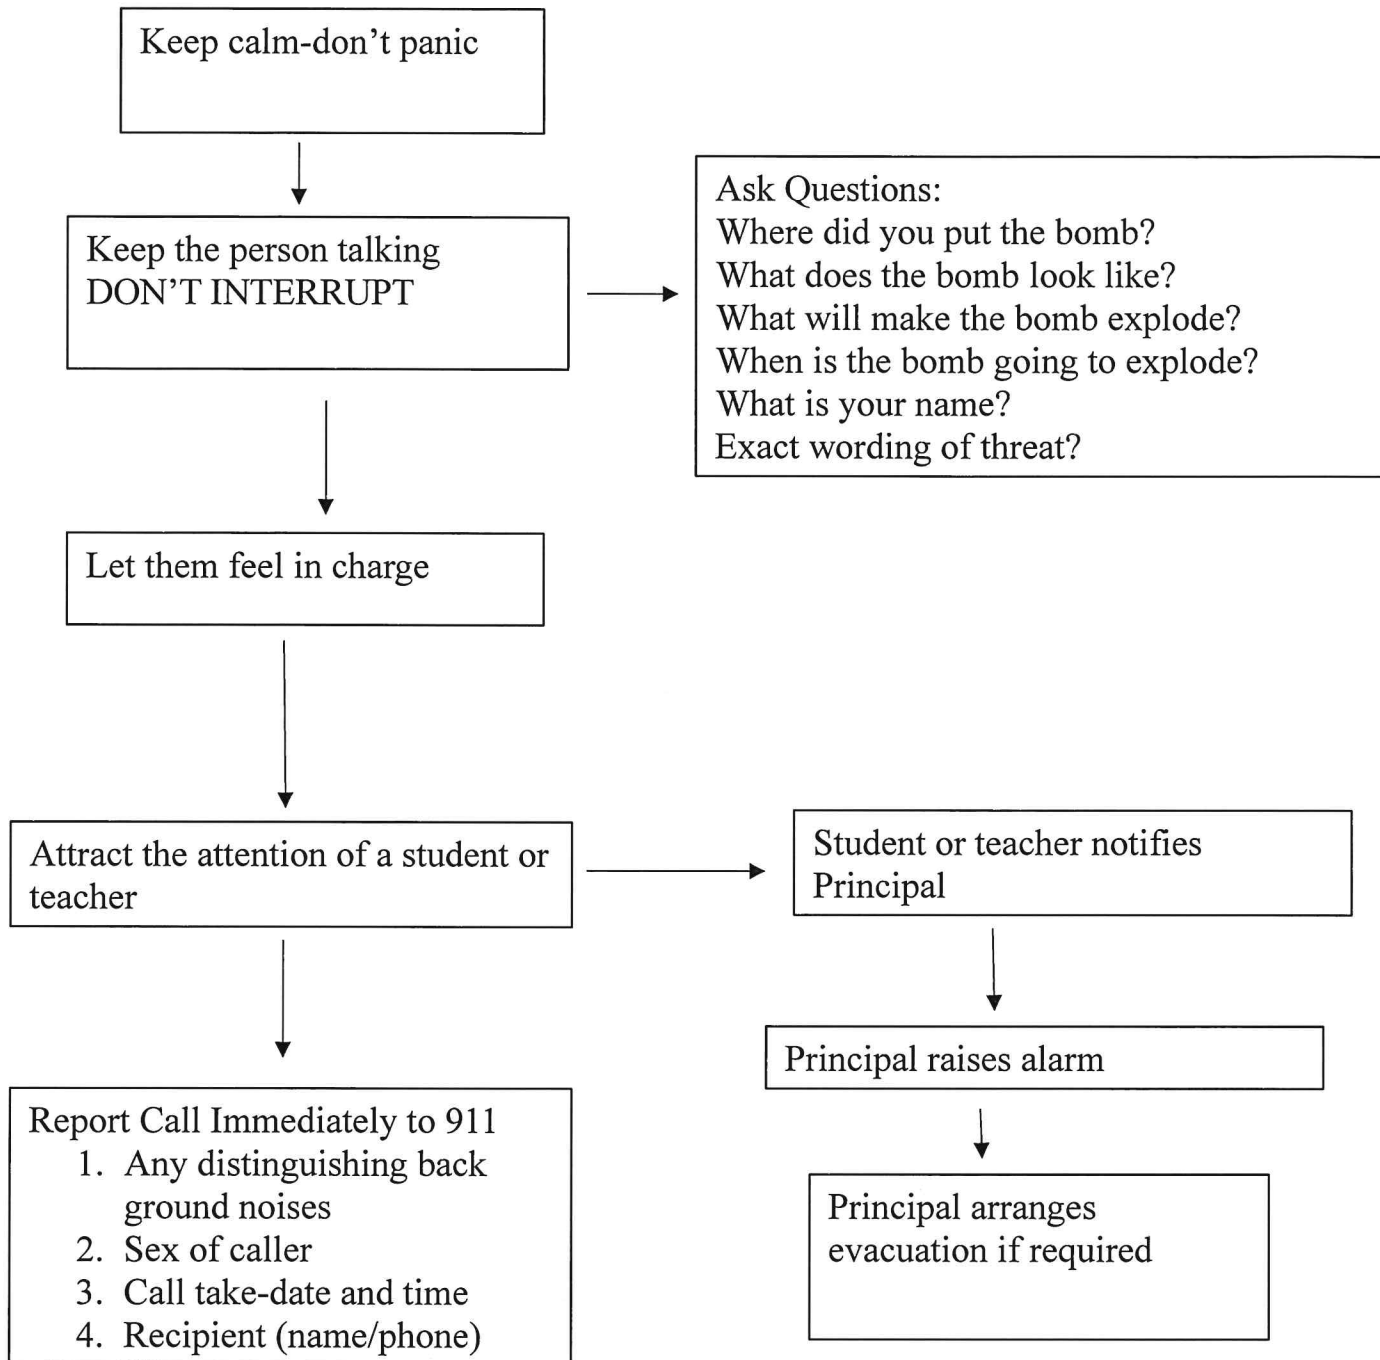 Keep calm-don't panic
Keep the person talking
DON'T INTERRUPT
Ask Questions:
Where did you put the bomb?
What does the bomb look like?
What will make the bomb explode?
When is the bomb going to explode?
What is your name?
Exact wording of threat?
Let them feel in charge
Attract the attention of a student or
teacher
Student or teacher notifies
Principal
Principal raises alarm
Report Call Immediately to 911
1. Any distinguishing back
ground noises
2. Sex of caller
3. Call take-date and time
4. Recipient (name/phone)
Principal arranges
evacuation if required